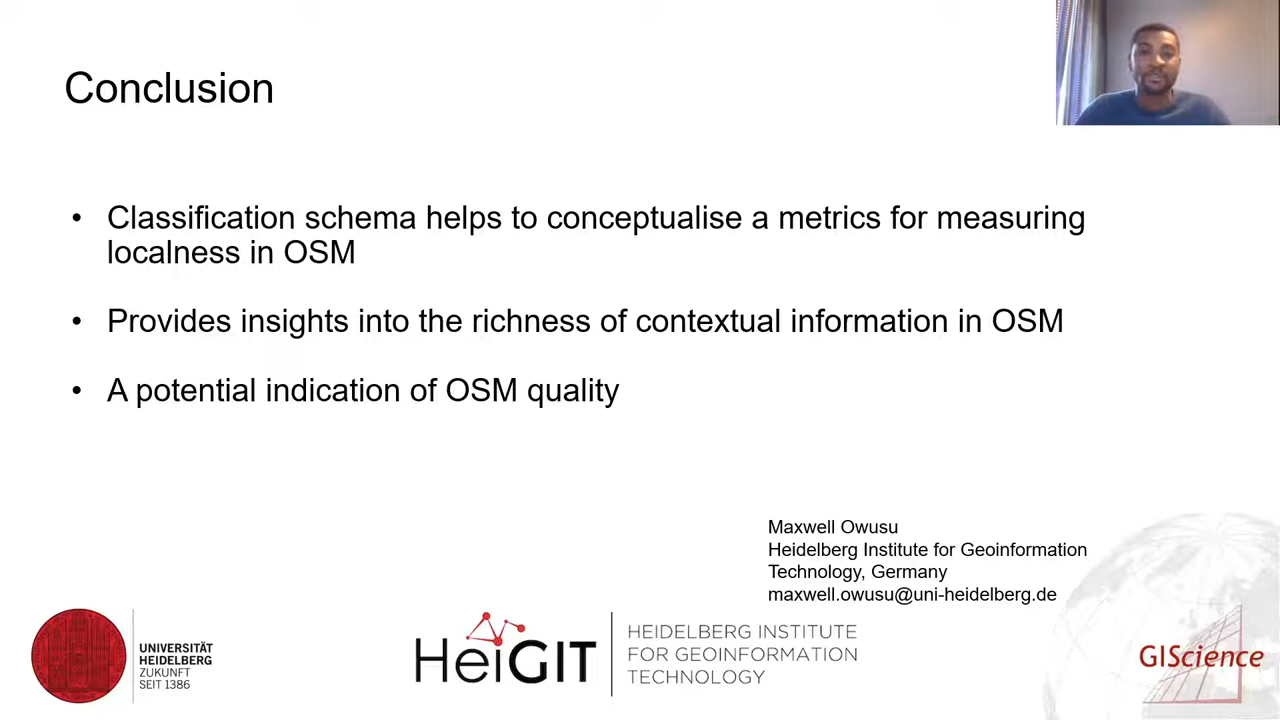 Conclusion
• Classification schema helps to conceptualise a metrics for measuring
localness in OSM
• Provides insights into the richness of contextual information in OSM
• A potential indication of OSM quality
Maxwell Owusu
Heidelberg Institute for Geoinformation
Technology, Germany
maxwell.owusu@uni-heidelberg.de
UNIVERSITÄT
HEIDELBERG
ZUKUNFT
SEIT 1386
HeiGIT
HEIDELBERG INSTITUTE
FOR GEOINFORMATION
TECHNOLOGY
GIScience